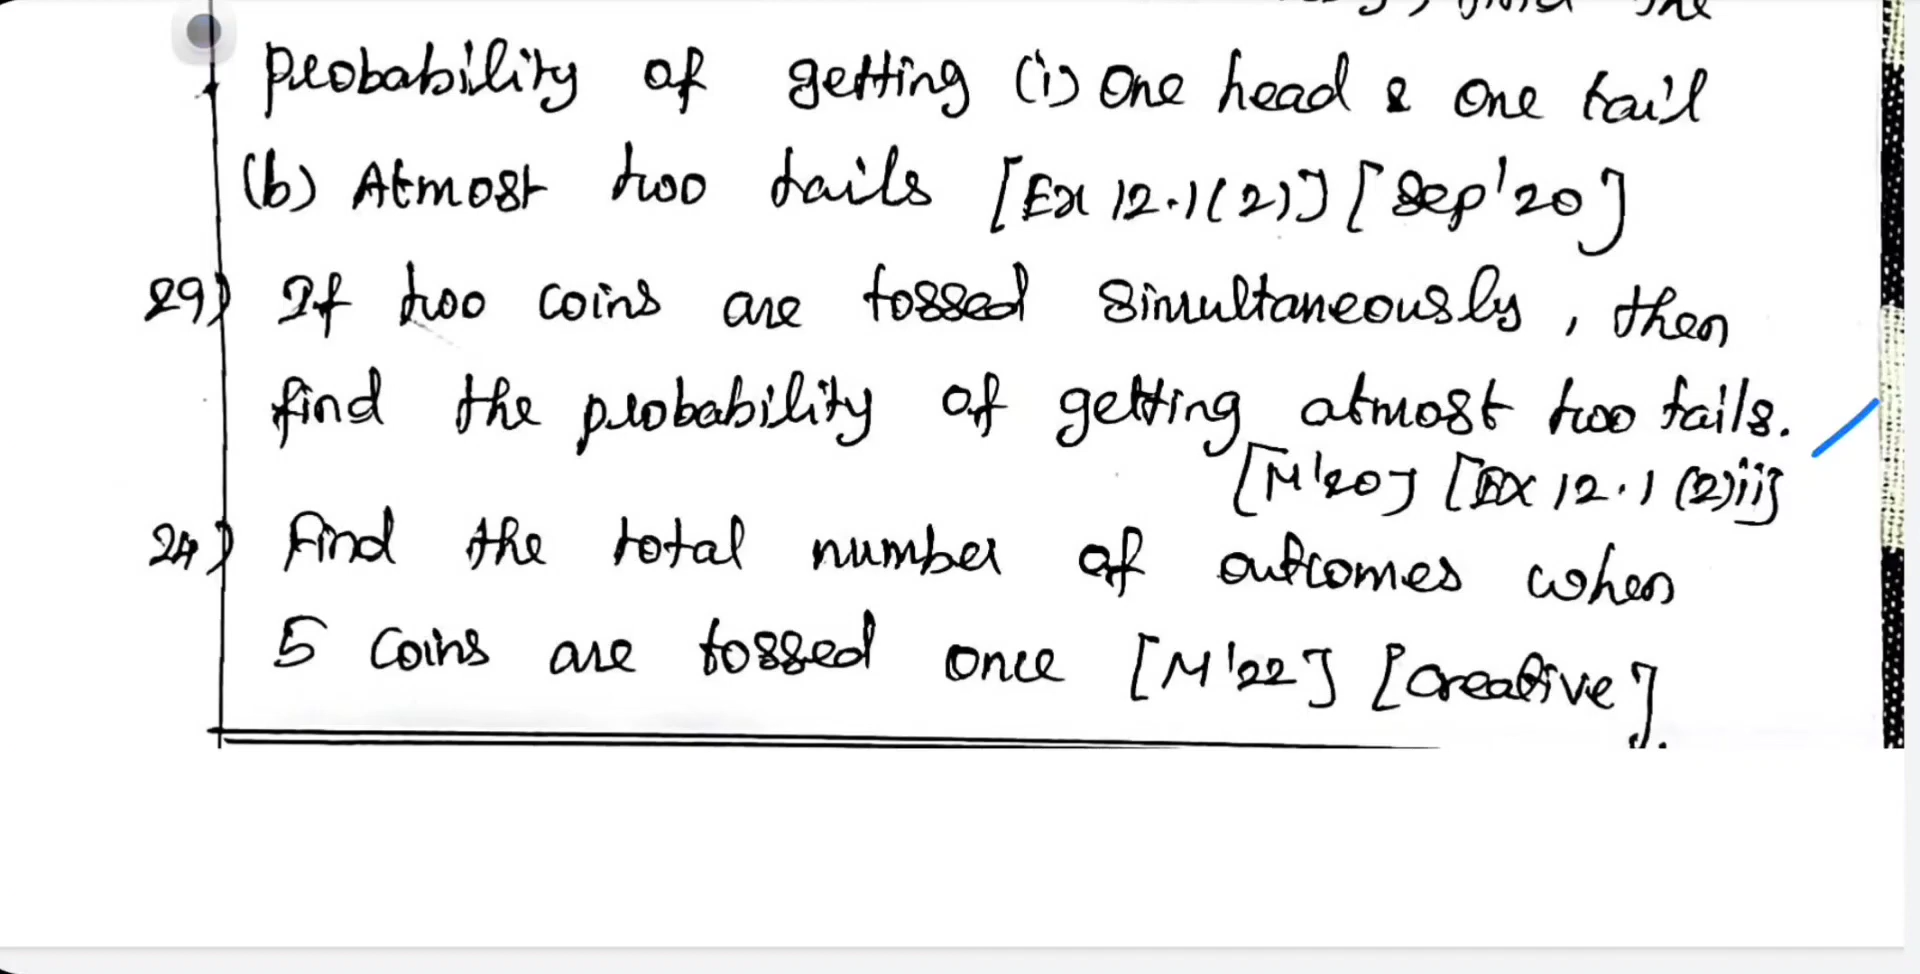 probability of getting (i) one head & one tail
(b) Atmost two tails [Ex 12.1(2)] [Sep'20]
29) If two coins are tossed simultaneously, then
find the probability of getting atmost two tails.
[M'20] [Ex 12.1 (2)ii]
24) Find the total number of outcomes when
5 coins are tossed once [M'22] [creative].